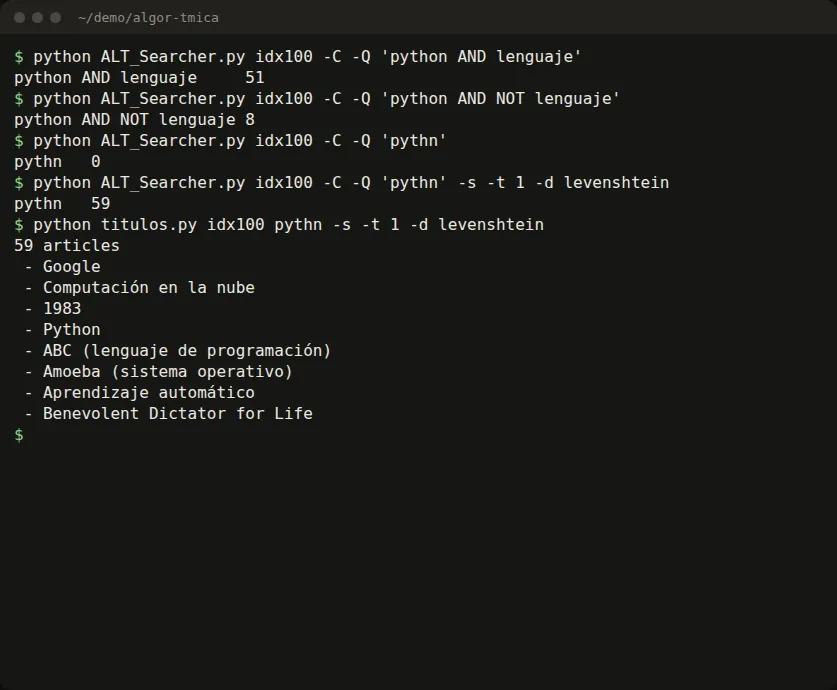 ~/demo/algor-tmica
$ python ALT_Searcher.py idx100 -C -Q 'python AND lenguaje'
python AND lenguaje     51
$ python ALT_Searcher.py idx100 -C -Q 'python AND NOT lenguaje'
python AND NOT lenguaje 8
$ python ALT_Searcher.py idx100 -C -Q 'pythn'
pythn   0
$ python ALT_Searcher.py idx100 -C -Q 'pythn' -s -t 1 -d levenshtein
pythn   59
$ python titulos.py idx100 pythn -s -t 1 -d levenshtein
59 articles
 - Google
 - Computación en la nube
 - 1983
 - Python
 - ABC (lenguaje de programación)
 - Amoeba (sistema operativo)
 - Aprendizaje automático
 - Benevolent Dictator for Life
$